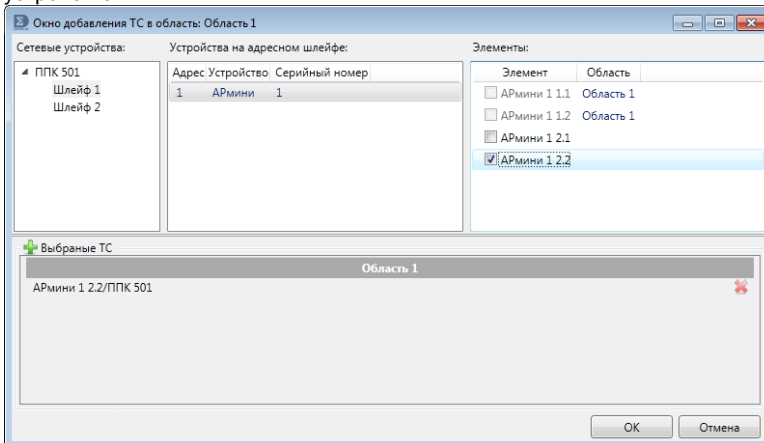 Окно добавления ТС в область: Область 1
Сетевые устройства:
Устройства на адресном шлейфе:
Элементы:
ППК 501
Шлейф 1
Шлейф 2
Адрес Устройство Серийный номер
1 АРмини 1
Элемент Область
АРмини 1 1.1 Область 1
АРмини 1 1.2 Область 1
АРмини 1 2.1
АРмини 1 2.2
Выбраные ТС
Область 1
АРмини 1 2.2/ППК 501
ОК
Отмена